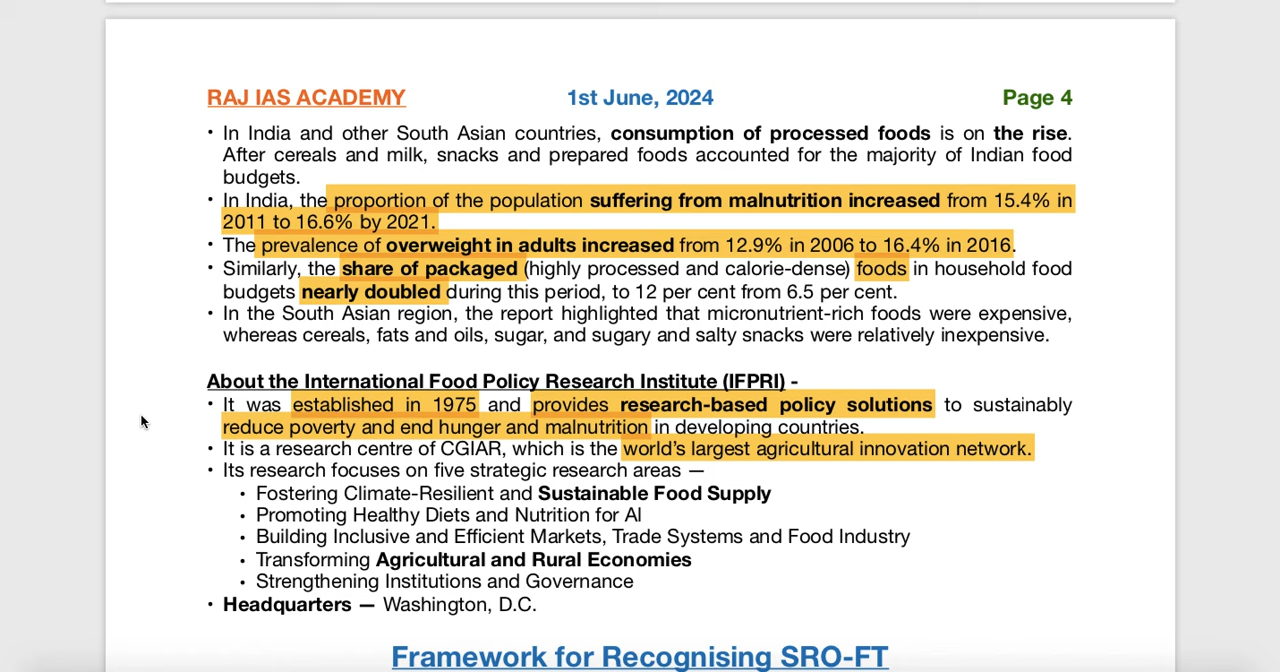 RAJ IAS ACADEMY 1st June, 2024 Page 4
• In India and other South Asian countries, consumption of processed foods is on the rise.
After cereals and milk, snacks and prepared foods accounted for the majority of Indian food
budgets.
• In India, the proportion of the population suffering from malnutrition increased from 15.4% in
2011 to 16.6% by 2021.
• The prevalence of overweight in adults increased from 12.9% in 2006 to 16.4% in 2016.
• Similarly, the share of packaged (highly processed and calorie-dense) foods in household food
budgets nearly doubled during this period, to 12 per cent from 6.5 per cent.
• In the South Asian region, the report highlighted that micronutrient-rich foods were expensive,
whereas cereals, fats and oils, sugar, and sugary and salty snacks were relatively inexpensive.
About the International Food Policy Research Institute (IFPRI) -
• It was established in 1975 and provides research-based policy solutions to sustainably
reduce poverty and end hunger and malnutrition in developing countries.
• It is a research centre of CGIAR, which is the world's largest agricultural innovation network.
• Its research focuses on five strategic research areas —
• Fostering Climate-Resilient and Sustainable Food Supply
• Promoting Healthy Diets and Nutrition for Al
• Building Inclusive and Efficient Markets, Trade Systems and Food Industry
• Transforming Agricultural and Rural Economies
• Strengthening Institutions and Governance
• Headquarters — Washington, D.C.
Framework for Recognising SRO-FT